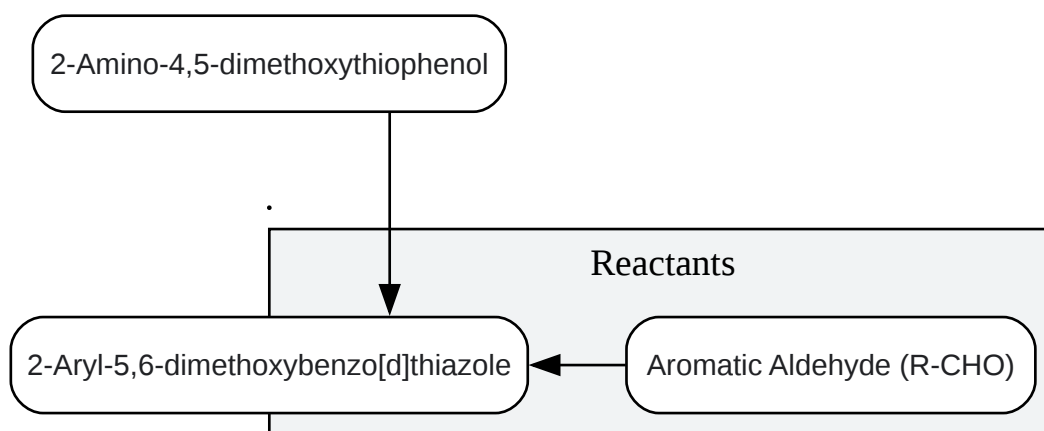 2-Amino-4,5-dimethoxythiophenol
.
Reactants
2-Aryl-5,6-dimethoxybenzo[d]thiazole
Aromatic Aldehyde (R-CHO)